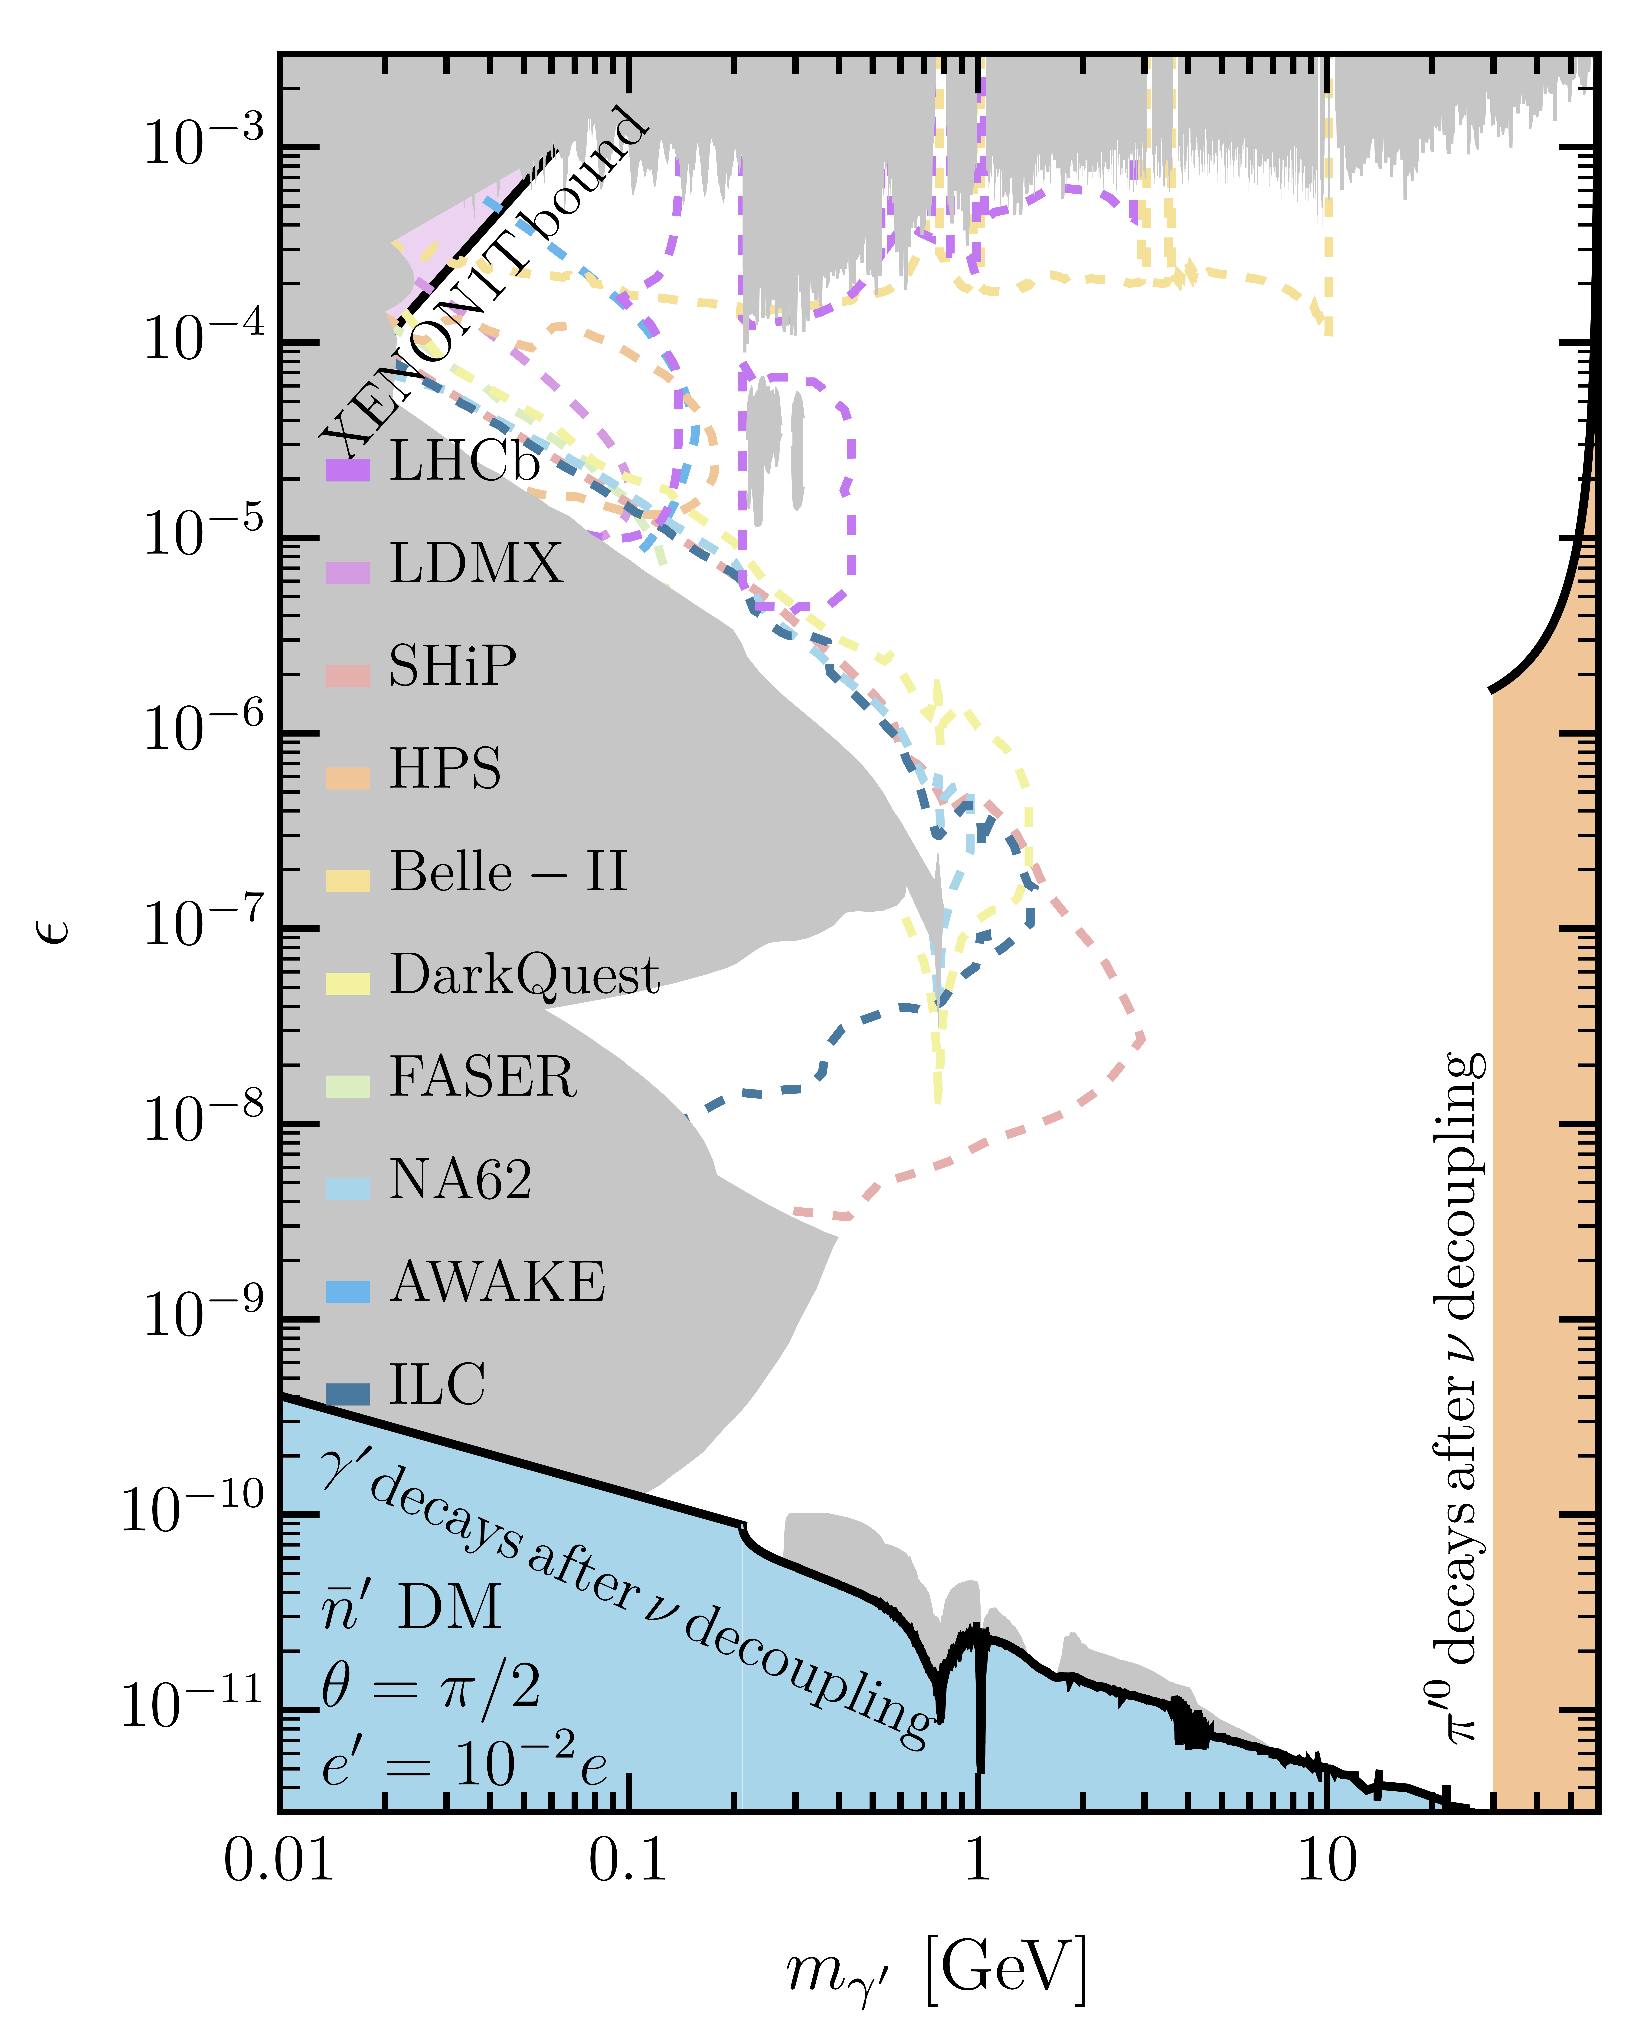 10⁻³
10⁻⁴
10⁻⁵
10⁻⁶
10⁻⁷
10⁻⁸
10⁻⁹
10⁻¹⁰
10⁻¹¹
ϵ
XENON1T bound
LHCb
LDMX
SHiP
HPS
Belle − II
DarkQuest
FASER
NA62
AWAKE
ILC
γ′ decays after ν decoupling
n̄′ DM
θ = π/2
e′ = 10⁻²e
π′⁰ decays after ν decoupling
0.01
0.1
1
10
m_γ′ [GeV]